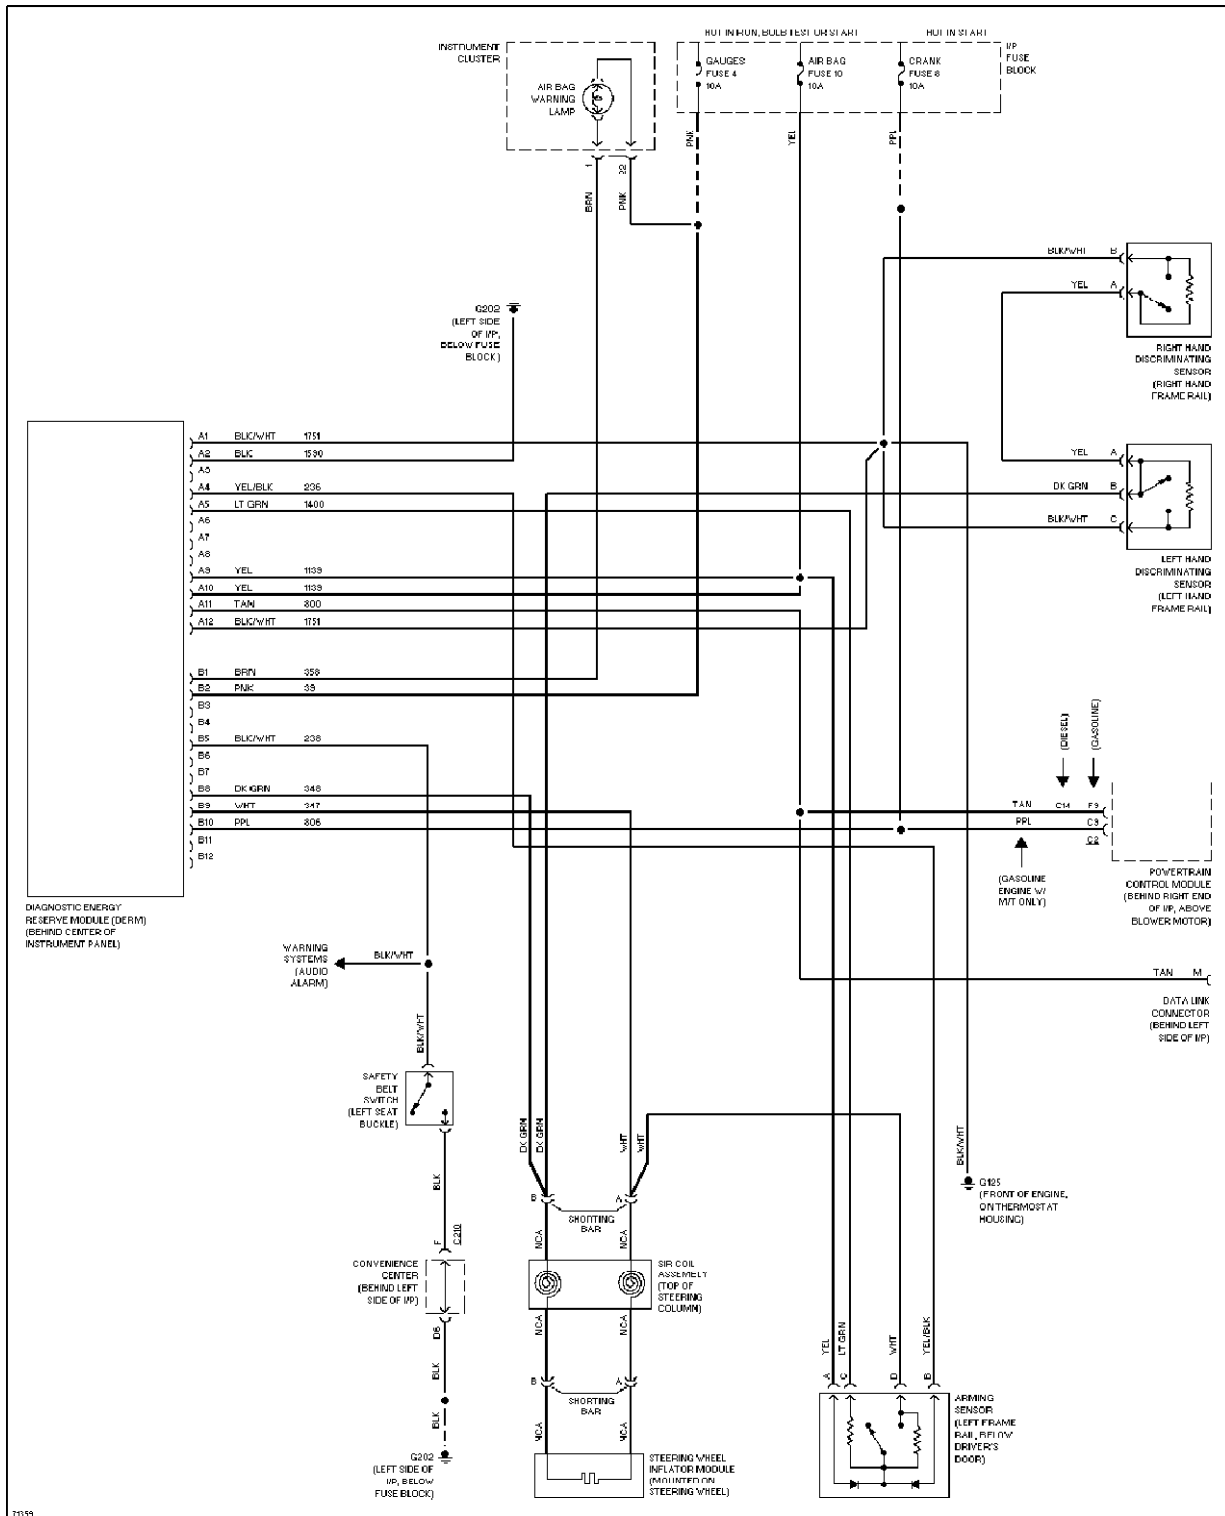 HOT IN RUN, BULB TEST OR START
HOT IN START
INSTRUMENT
CLUSTER
AIR BAG
WARNING
LAMP
GAUGES
FUSE 4
10A
AIR BAG
FUSE 10
10A
CRANK
FUSE 8
10A
I/P
FUSE
BLOCK
PNK
YEL
PPL
1
22
BRN
PNK
BLK/WHT B
YEL A
RIGHT HAND
DISCRIMINATING
SENSOR
(RIGHT HAND
FRAME RAIL)
G202
(LEFT SIDE
OF I/P,
BELOW FUSE
BLOCK)
YEL A
DK GRN B
BLK/WHT C
LEFT HAND
DISCRIMINATING
SENSOR
(LEFT HAND
FRAME RAIL)
A1 BLK/WHT 1751
A2 BLK 1590
A3
A4 YEL/BLK 236
A5 LT GRN 1400
A6
A7
A8
A9 YEL 1139
A10 YEL 1139
A11 TAN 800
A12 BLK/WHT 1751
B1 BRN 358
B2 PNK 39
B3
B4
B5 BLK/WHT 238
B6
B7
B8 DK GRN 348
B9 WHT 347
B10 PPL 806
B11
B12
DIAGNOSTIC ENERGY
RESERVE MODULE (DERM)
(BEHIND CENTER OF
INSTRUMENT PANEL)
(DIESEL)
(GASOLINE)
TAN C14 F9
PPL C3
C2
(GASOLINE
ENGINE W/
M/T ONLY)
POWERTRAIN
CONTROL MODULE
(BEHIND RIGHT END
OF I/P, ABOVE
BLOWER MOTOR)
TAN M
DATA LINK
CONNECTOR
(BEHIND LEFT
SIDE OF I/P)
WARNING
SYSTEMS
(AUDIO
ALARM)
BLK/WHT
BLK/WHT
SAFETY
BELT
SWITCH
(LEFT SEAT
BUCKLE)
BLK
F
C210
CONVENIENCE
CENTER
(BEHIND LEFT
SIDE OF I/P)
D6
BLK
BLK
G202
(LEFT SIDE OF
I/P, BELOW
FUSE BLOCK)
DK GRN
DK GRN
WHT
WHT
B
A
SHORTING
BAR
NCA
NCA
SIR COIL
ASSEMBLY
(TOP OF
STEERING
COLUMN)
NCA
NCA
B
A
SHORTING
BAR
NCA
NCA
STEERING WHEEL
INFLATOR MODULE
(MOUNTED ON
STEERING WHEEL)
BLK/WHT
G125
(FRONT OF ENGINE,
ON THERMOSTAT
HOUSING)
YEL
LT GRN
WHT
YEL/BLK
A
C
D
B
ARMING
SENSOR
(LEFT FRAME
RAIL, BELOW
DRIVER'S
DOOR)
71359